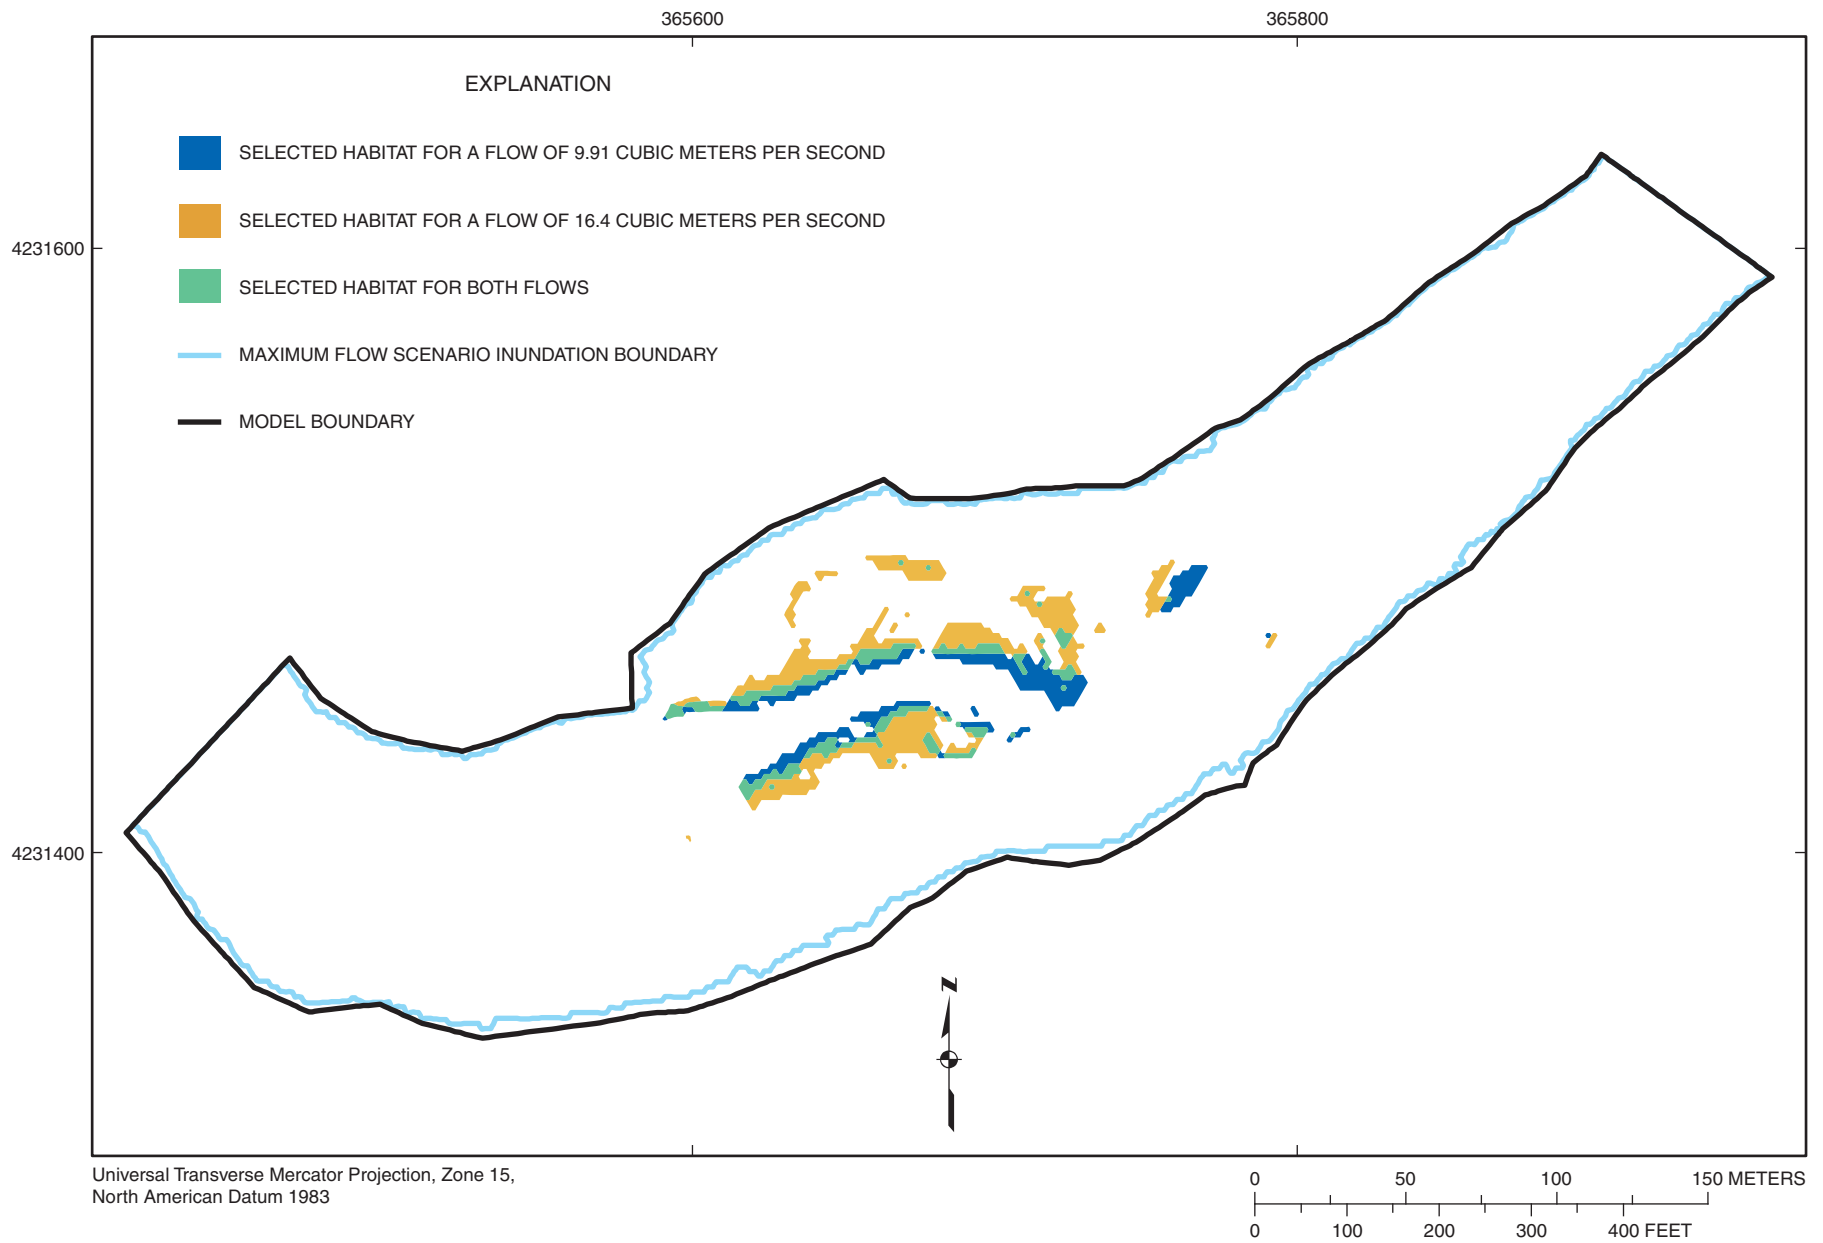 365600 365800
EXPLANATION
SELECTED HABITAT FOR A FLOW OF 9.91 CUBIC METERS PER SECOND
SELECTED HABITAT FOR A FLOW OF 16.4 CUBIC METERS PER SECOND
4231600
SELECTED HABITAT FOR BOTH FLOWS
MAXIMUM FLOW SCENARIO INUNDATION BOUNDARY
MODEL BOUNDARY
4231400
N
Universal Transverse Mercator Projection, Zone 15,
North American Datum 1983
0 50 100 150 METERS
0 100 200 300 400 FEET